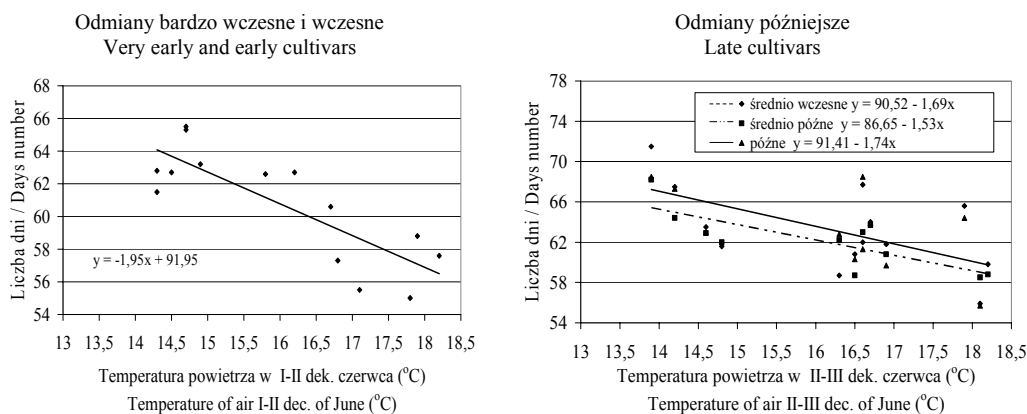 Odmiany bardzo wczesne i wczesne
Very early and early cultivars
Liczba dni / Days number
68
66
64
62
60
58
56
54
y = -1,95x + 91,95
13 13,5 14 14,5 15 15,5 16 16,5 17 17,5 18 18,5
Temperatura powietrza w I-II dek. czerwca (°C)
Temperature of air I-II dec. of June (°C)
Odmiany późniejsze
Late cultivars
Liczba dni / Days number
78
74
70
66
62
58
54
średnio wczesne y = 90,52 - 1,69x
średnio późne y = 86,65 - 1,53x
późne y = 91,41 - 1,74x
13 13,5 14 14,5 15 15,5 16 16,5 17 17,5 18 18,5
Temperatura powietrza w II-III dek. czerwca (°C)
Temperature of air II-III dec. of June (°C)